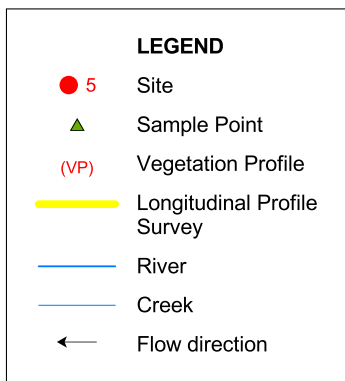 LEGEND
5 Site
Sample Point
(VP) Vegetation Profile
Longitudinal Profile
Survey
River
Creek
Flow direction